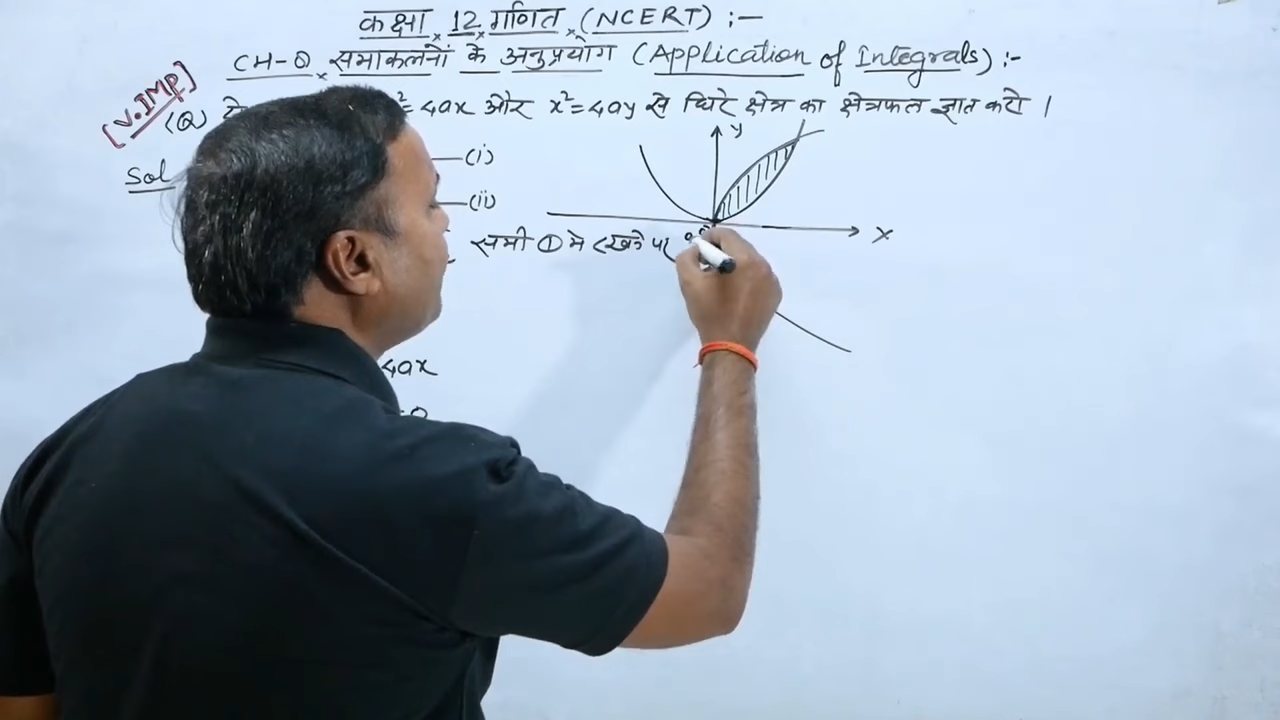 कक्षा 12 गणित (NCERT) :-
CH-8 समाकलनों के अनुप्रयोग (Application of Integrals) :-
[V.IMP]
(Q) ²= 4ax और x²=4ay से घिरे क्षेत्र का क्षेत्रफल ज्ञात करो ।
Sol
—(i)
—(ii)
समी ① मे रखने पर
4ax
y
x